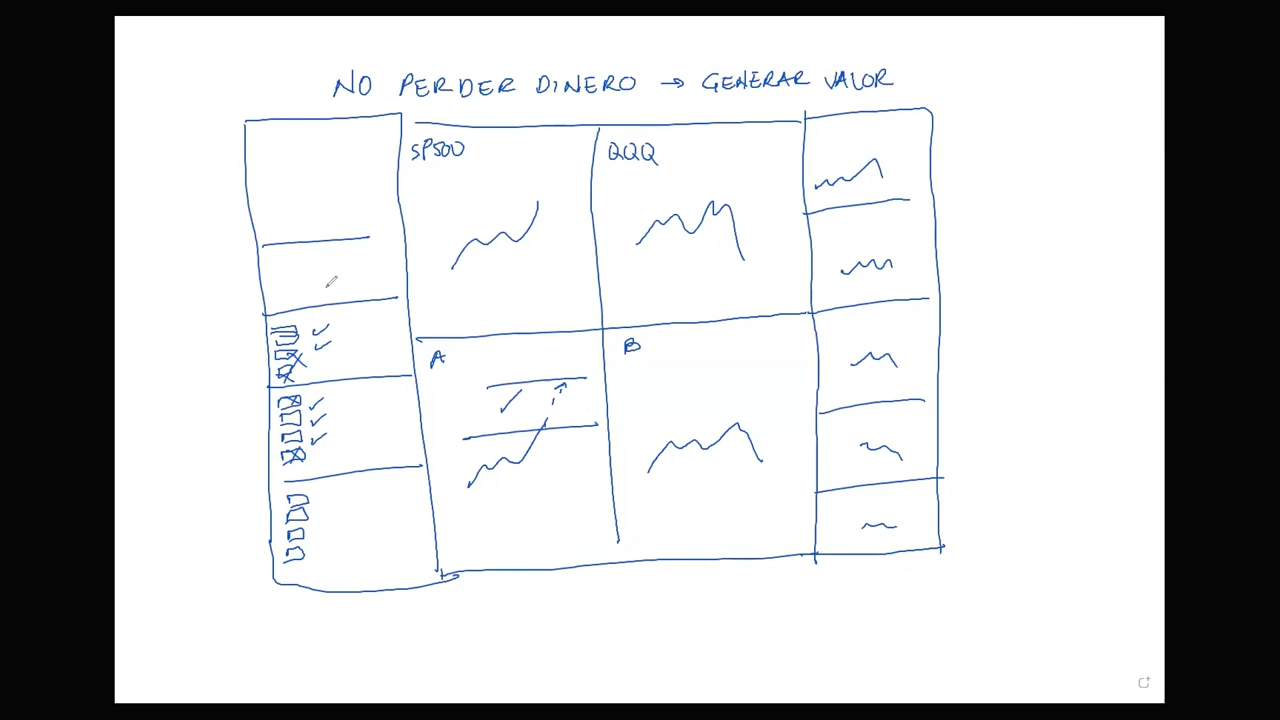 NO PERDER DINERO → GENERAR VALOR
SP500
QQQ
A
B